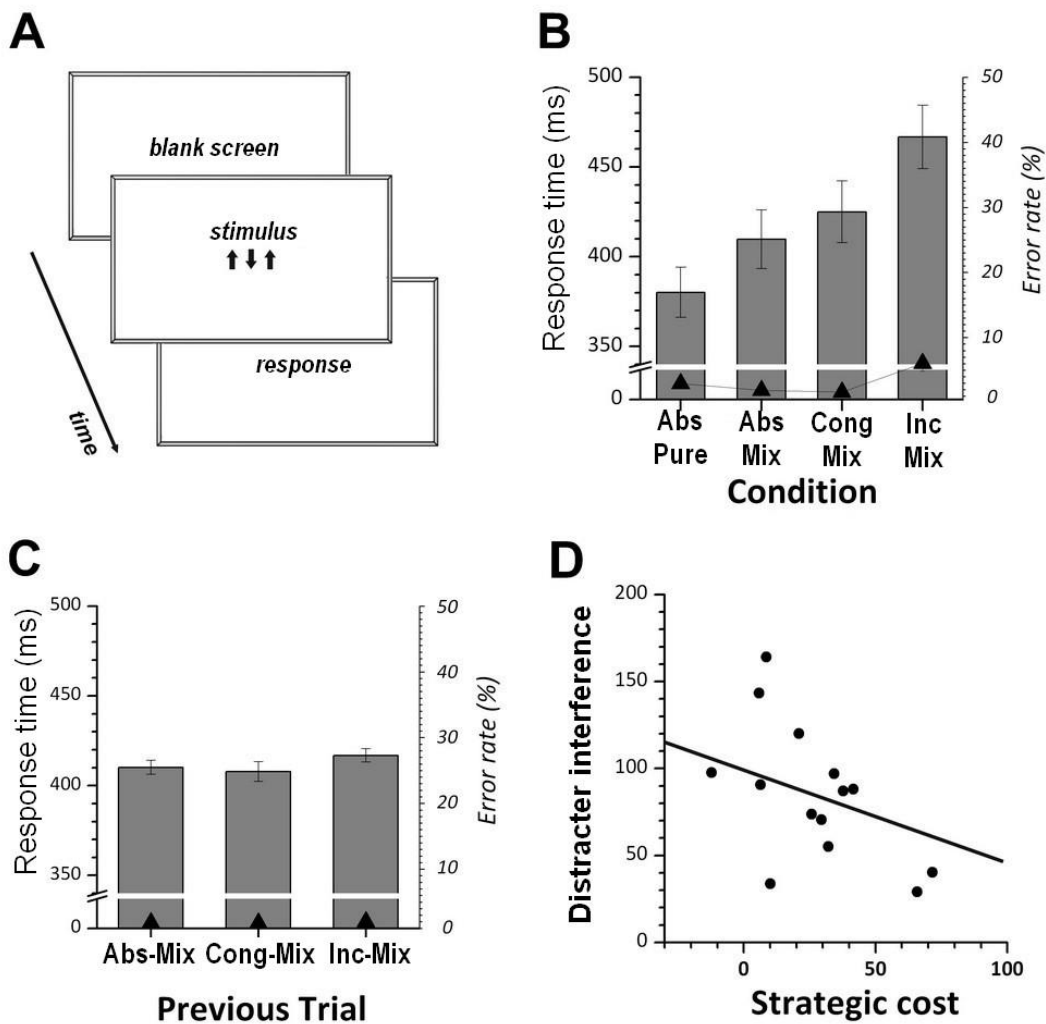 A
blank screen
stimulus
response
time
B
Response time (ms)
500
450
400
350
0
50
40
30
20
10
0
Error rate (%)
Abs Pure
Abs Mix
Cong Mix
Inc Mix
Condition
C
Response time (ms)
500
450
400
350
0
50
40
30
20
10
0
Error rate (%)
Abs-Mix
Cong-Mix
Inc-Mix
Previous Trial
D
Distracter interference
200
150
100
50
0
0
50
100
Strategic cost